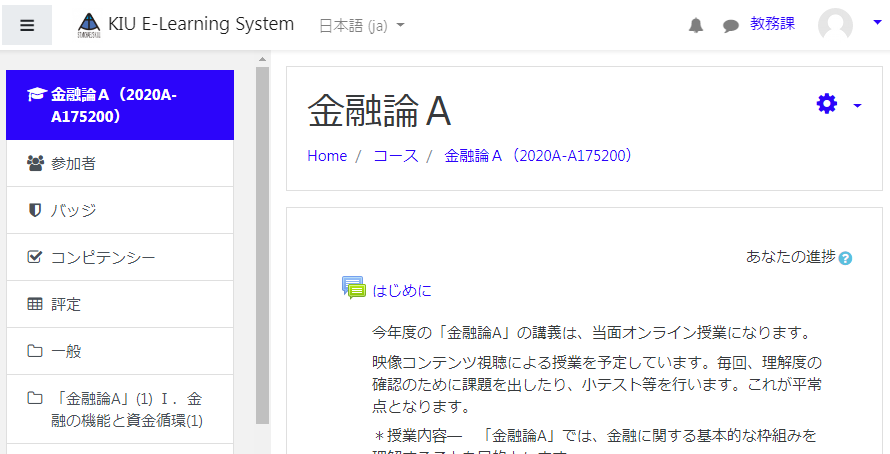 KIU E-Learning System
日本語 (ja)
教務課
金融論Ａ（2020A-
A175200）
参加者
バッジ
コンピテンシー
評定
一般
「金融論A」(1) Ⅰ．金
融の機能と資金循環(1)
金融論Ａ
Home / コース / 金融論Ａ（2020A-A175200）
あなたの進捗
はじめに
今年度の「金融論A」の講義は、当面オンライン授業になります。
映像コンテンツ視聴による授業を予定しています。毎回、理解度の
確認のために課題を出したり、小テスト等を行います。これが平常
点となります。
＊授業内容―　「金融論A」では、金融に関する基本的な枠組みを